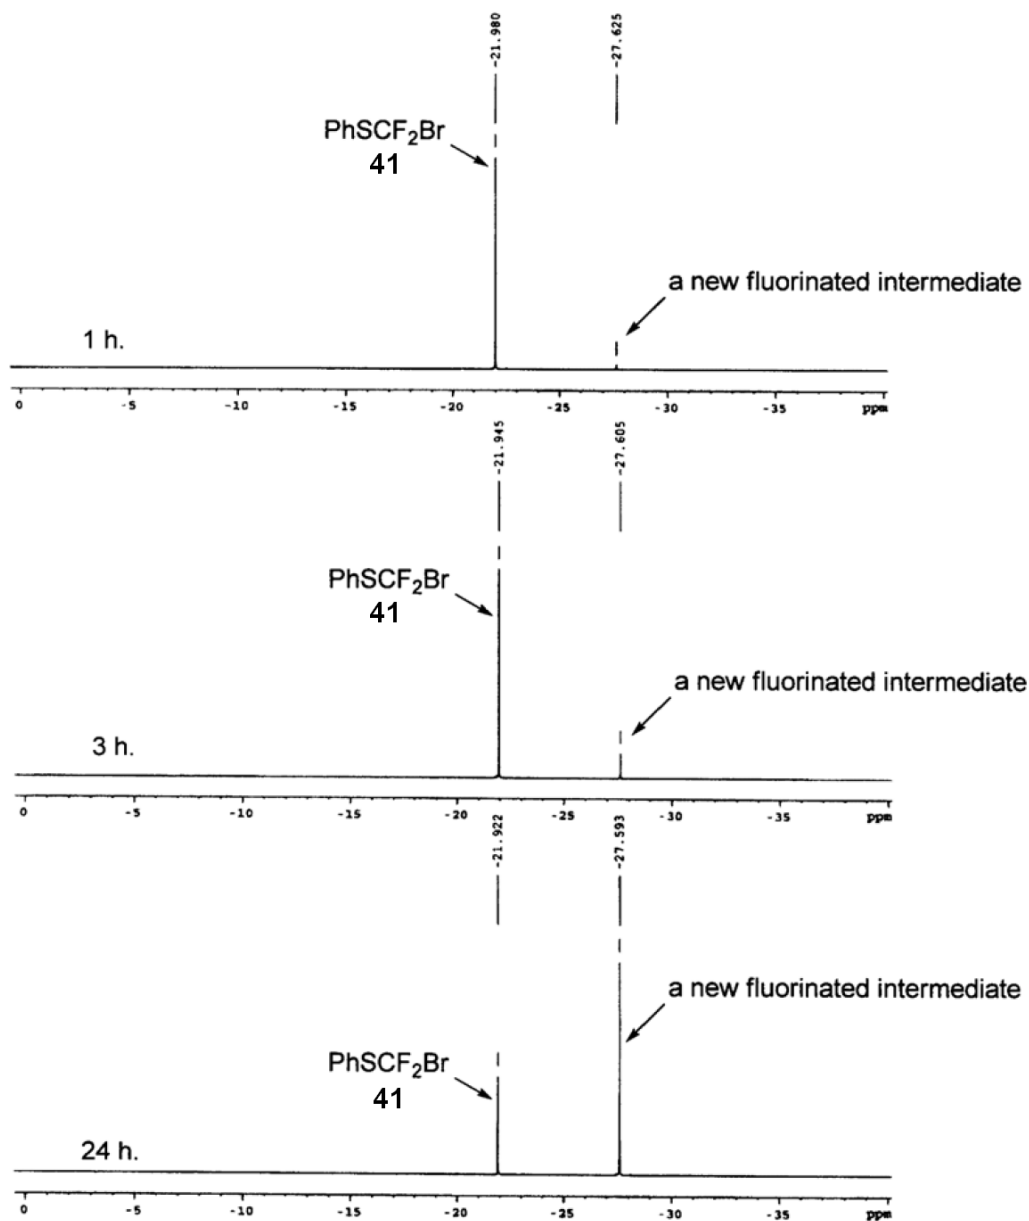 -21.980
-27.625
PhSCF₂Br
41
a new fluorinated intermediate
1 h.
0 -5 -10 -15 -20 -25 -30 -35 ppm
-21.945
-27.605
PhSCF₂Br
41
a new fluorinated intermediate
3 h.
0 -5 -10 -15 -20 -25 -30 -35 ppm
-21.922
-27.593
a new fluorinated intermediate
PhSCF₂Br
41
24 h.
0 -5 -10 -15 -20 -25 -30 -35 ppm